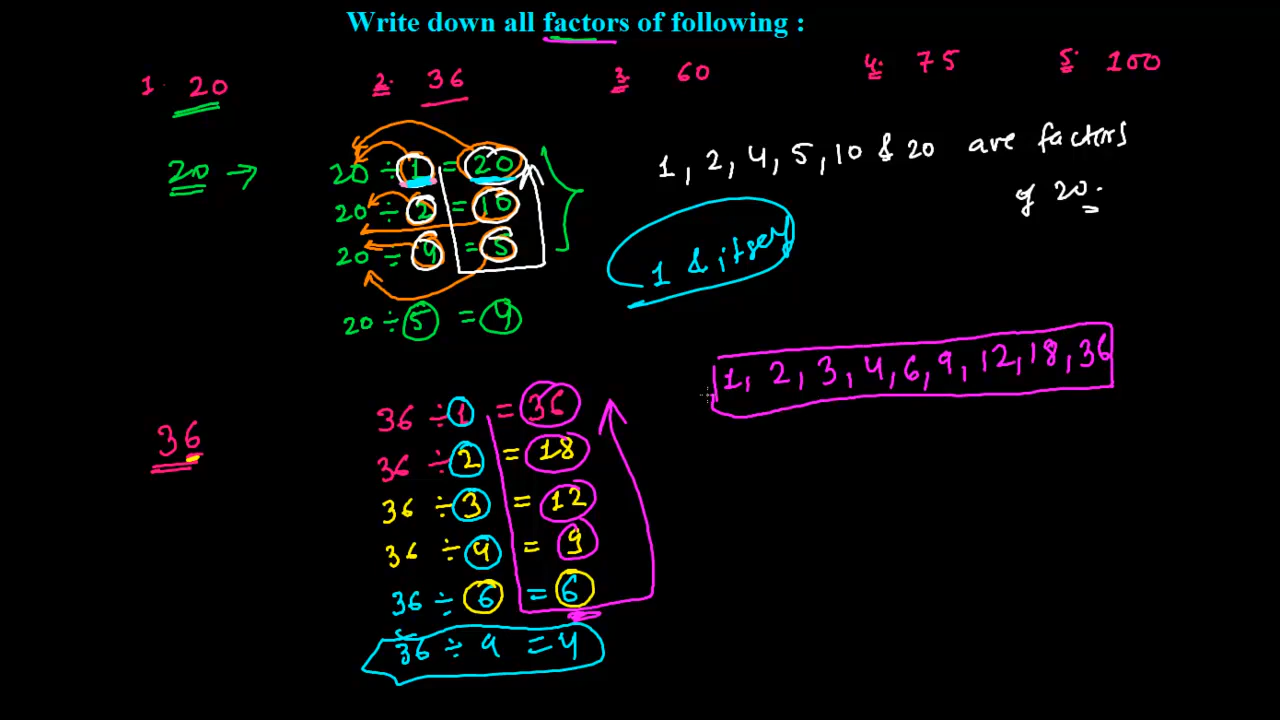 Write down all factors of following :
1. 20 2. 36 3. 60 4. 75 5. 100
20 → 20 ÷ 1 = 20
20 ÷ 2 = 10
20 ÷ 4 = 5
20 ÷ 5 = 4
1, 2, 4, 5, 10 & 20 are factors
of 20.
1 & itself
36
36 ÷ 1 = 36
36 ÷ 2 = 18
36 ÷ 3 = 12
36 ÷ 4 = 9
36 ÷ 6 = 6
36 ÷ 9 = 4
1, 2, 3, 4, 6, 9, 12, 18, 36